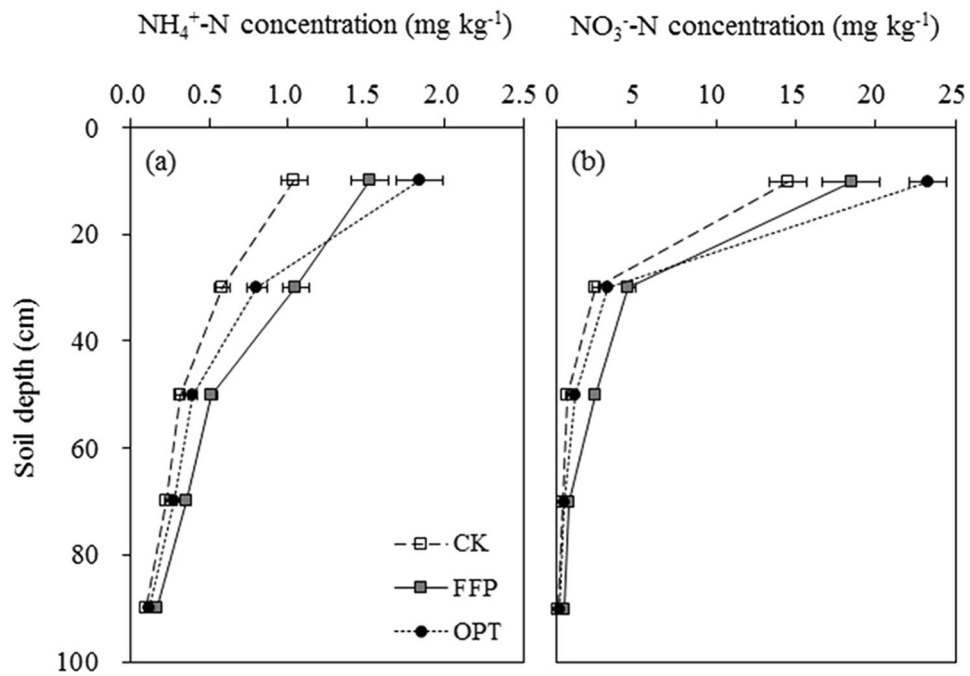 NH₄⁺-N concentration (mg kg⁻¹) NO₃⁻-N concentration (mg kg⁻¹)
0.0 0.5 1.0 1.5 2.0 2.5 0 5 10 15 20 25
0
(a) (b)
20
40
Soil depth (cm)
60
80
CK
FFP
OPT
100